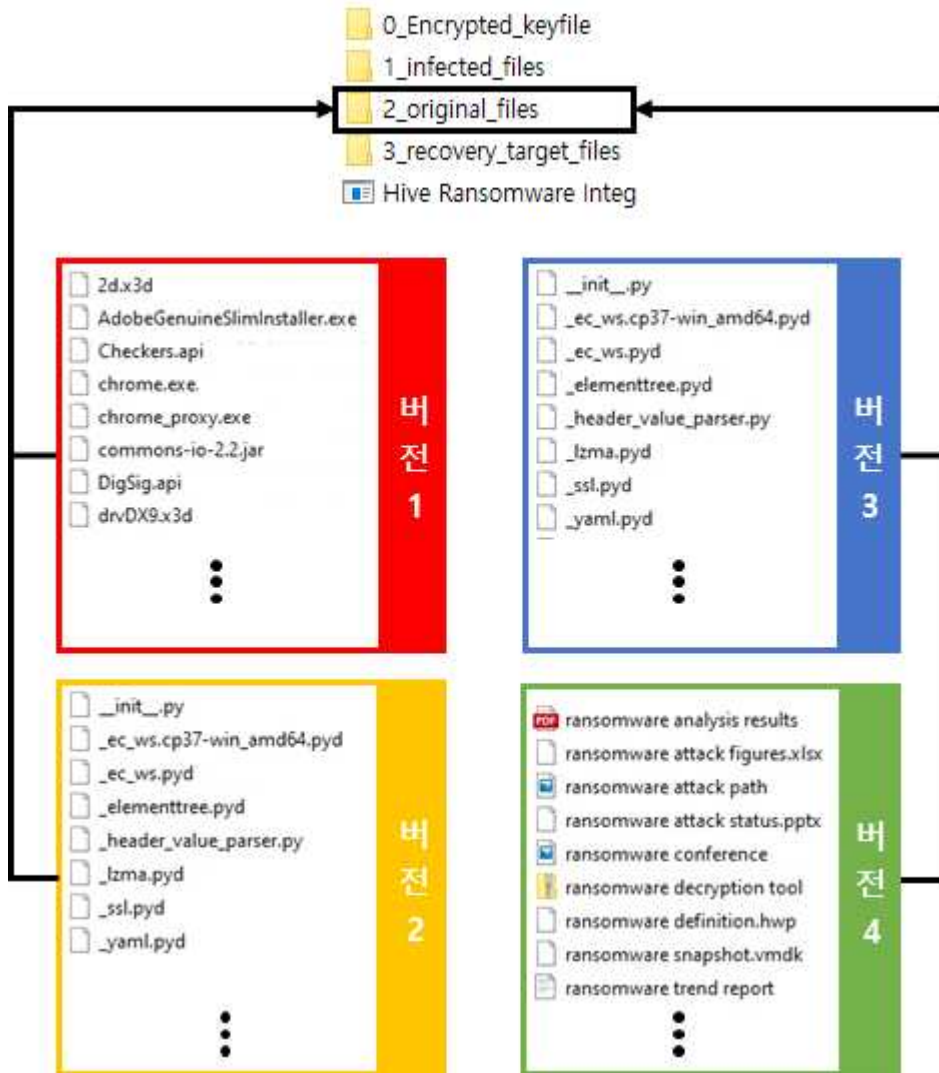 0_Encrypted_keyfile
1_infected_files
2_original_files
3_recovery_target_files
Hive Ransomware Integ
2d.x3d
AdobeGenuineSlimInstaller.exe
Checkers.api
chrome.exe
chrome_proxy.exe
commons-io-2.2.jar
DigSig.api
drvDX9.x3d
버전 1
__init__.py
_ec_ws.cp37-win_amd64.pyd
_ec_ws.pyd
_elementtree.pyd
_header_value_parser.py
_lzma.pyd
_ssl.pyd
_yaml.pyd
버전 3
__init__.py
_ec_ws.cp37-win_amd64.pyd
_ec_ws.pyd
_elementtree.pyd
_header_value_parser.py
_lzma.pyd
_ssl.pyd
_yaml.pyd
버전 2
PDF
ransomware analysis results
ransomware attack figures.xlsx
ransomware attack path
ransomware attack status.pptx
ransomware conference
ransomware decryption tool
ransomware definition.hwp
ransomware snapshot.vmdk
ransomware trend report
버전 4